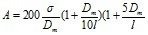 A = 200 σ/D_m (1 + D_m/10l)(1 + 5D_m/l